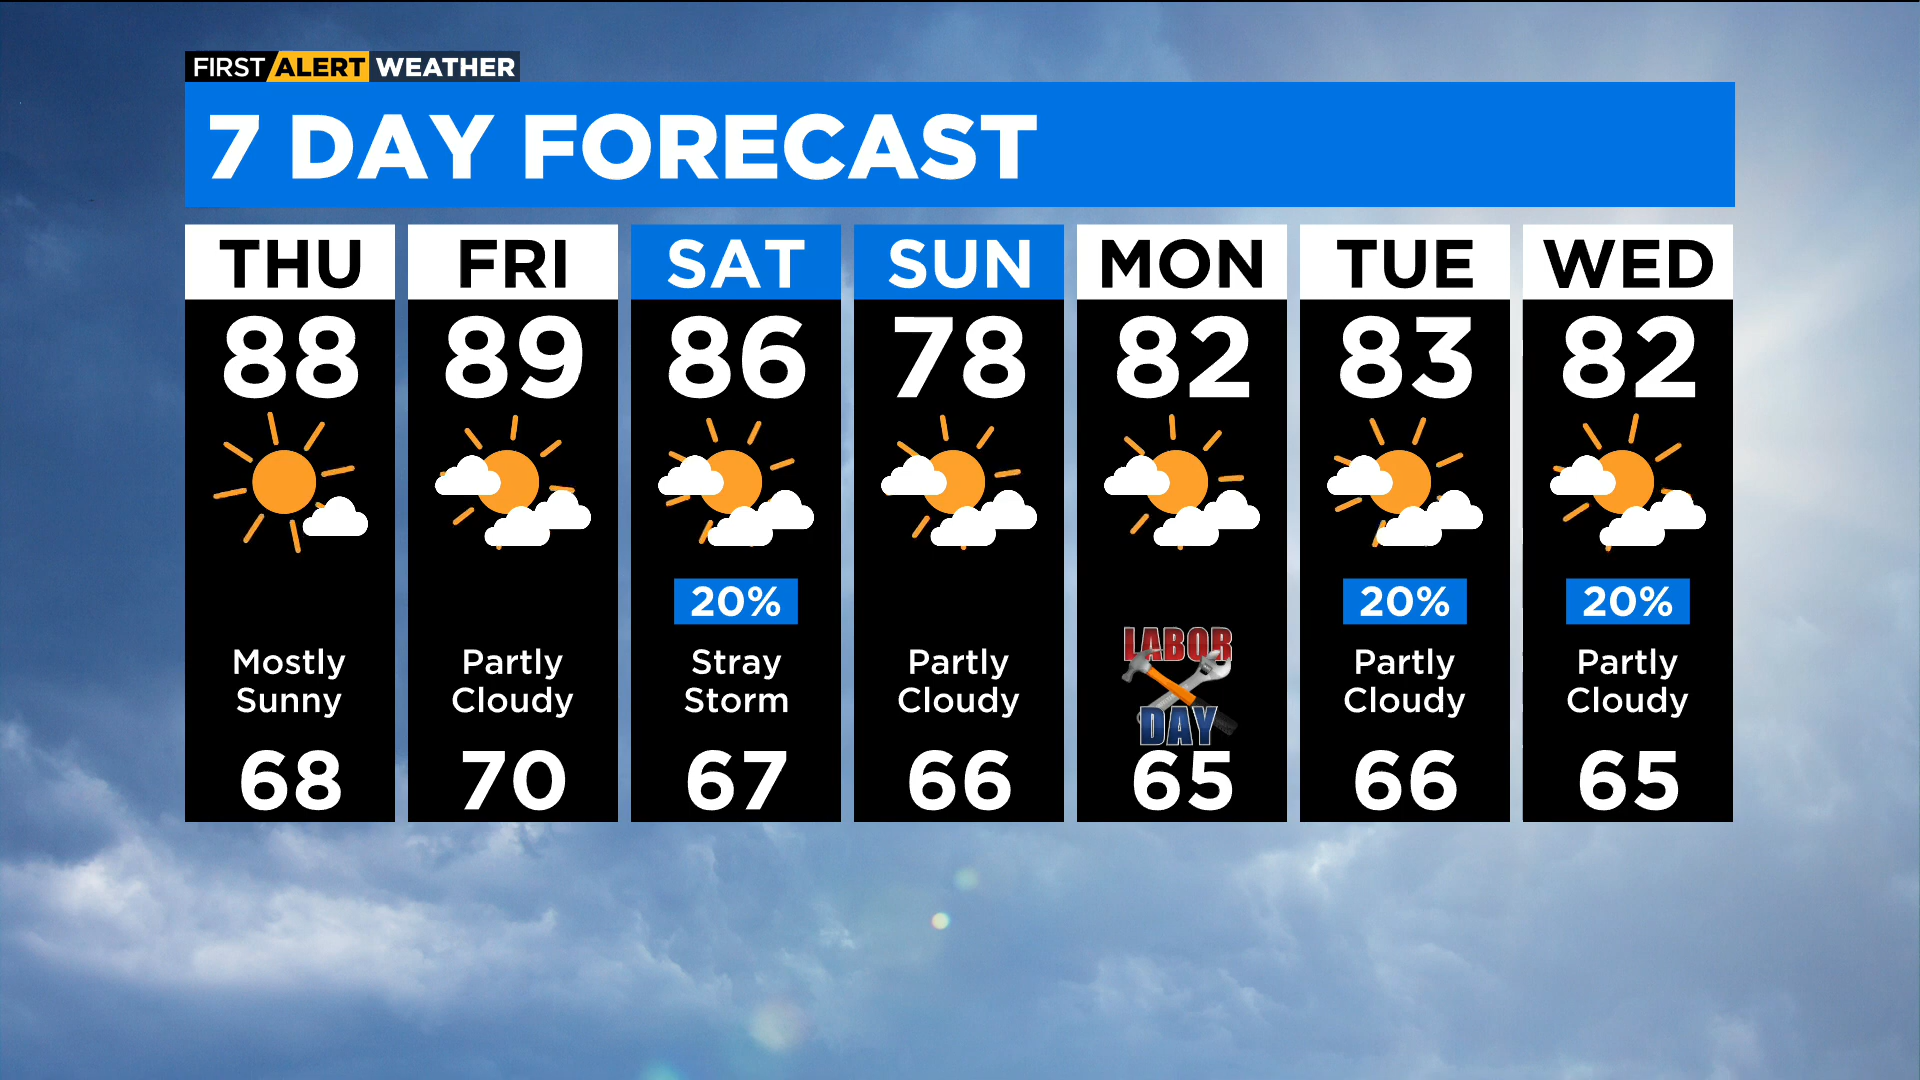 FIRST ALERT WEATHER
7 DAY FORECAST
THU FRI SAT SUN MON TUE WED
88 89 86 78 82 83 82
20% 20% 20%
Mostly
Sunny
Partly
Cloudy
Stray
Storm
Partly
Cloudy
LABOR
DAY
Partly
Cloudy
Partly
Cloudy
68 70 67 66 65 66 65